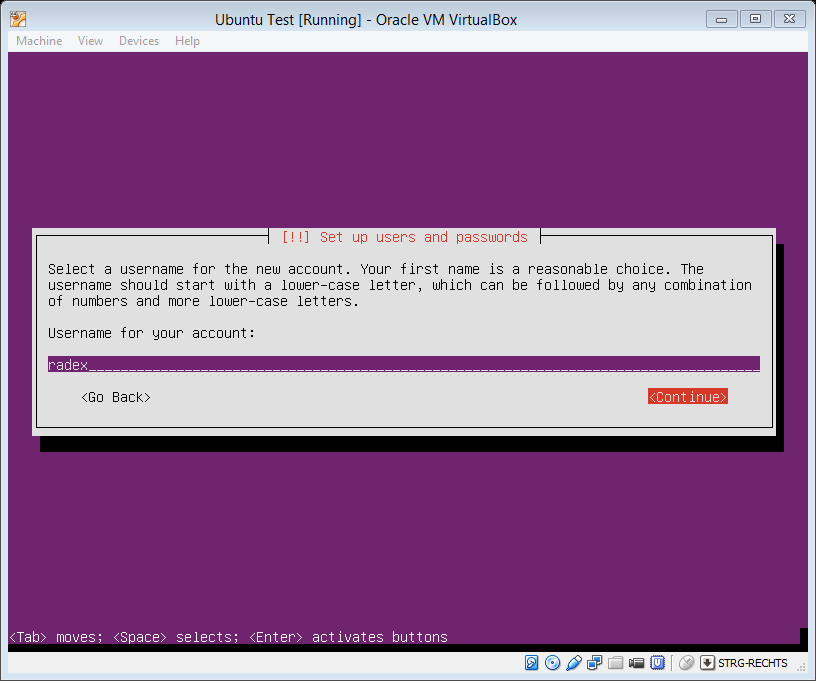 Ubuntu Test [Running] - Oracle VM VirtualBox
Machine View Devices Help
[!!] Set up users and passwords
Select a username for the new account. Your first name is a reasonable choice. The
username should start with a lower-case letter, which can be followed by any combination
of numbers and more lower-case letters.
Username for your account:
radex
<Go Back> <Continue>
<Tab> moves; <Space> selects; <Enter> activates buttons
STRG-RECHTS